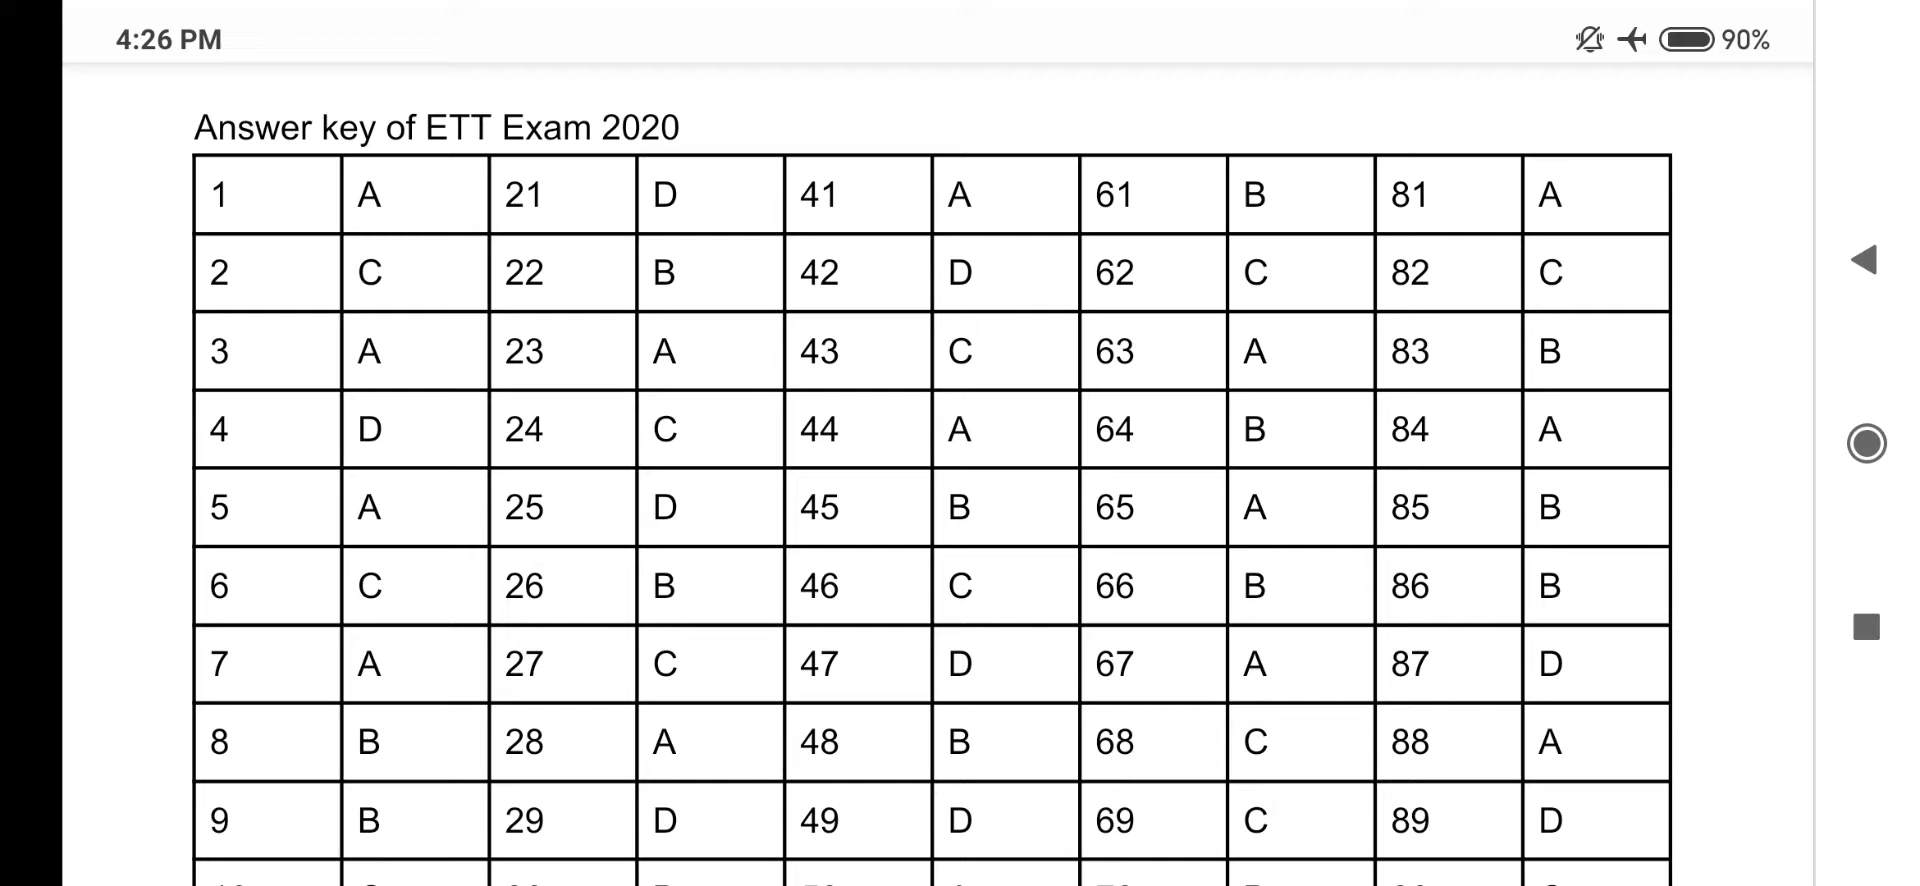 4:26 PM 90%
Answer key of ETT Exam 2020
1 A 21 D 41 A 61 B 81 A
2 C 22 B 42 D 62 C 82 C
3 A 23 A 43 C 63 A 83 B
4 D 24 C 44 A 64 B 84 A
5 A 25 D 45 B 65 A 85 B
6 C 26 B 46 C 66 B 86 B
7 A 27 C 47 D 67 A 87 D
8 B 28 A 48 B 68 C 88 A
9 B 29 D 49 D 69 C 89 D